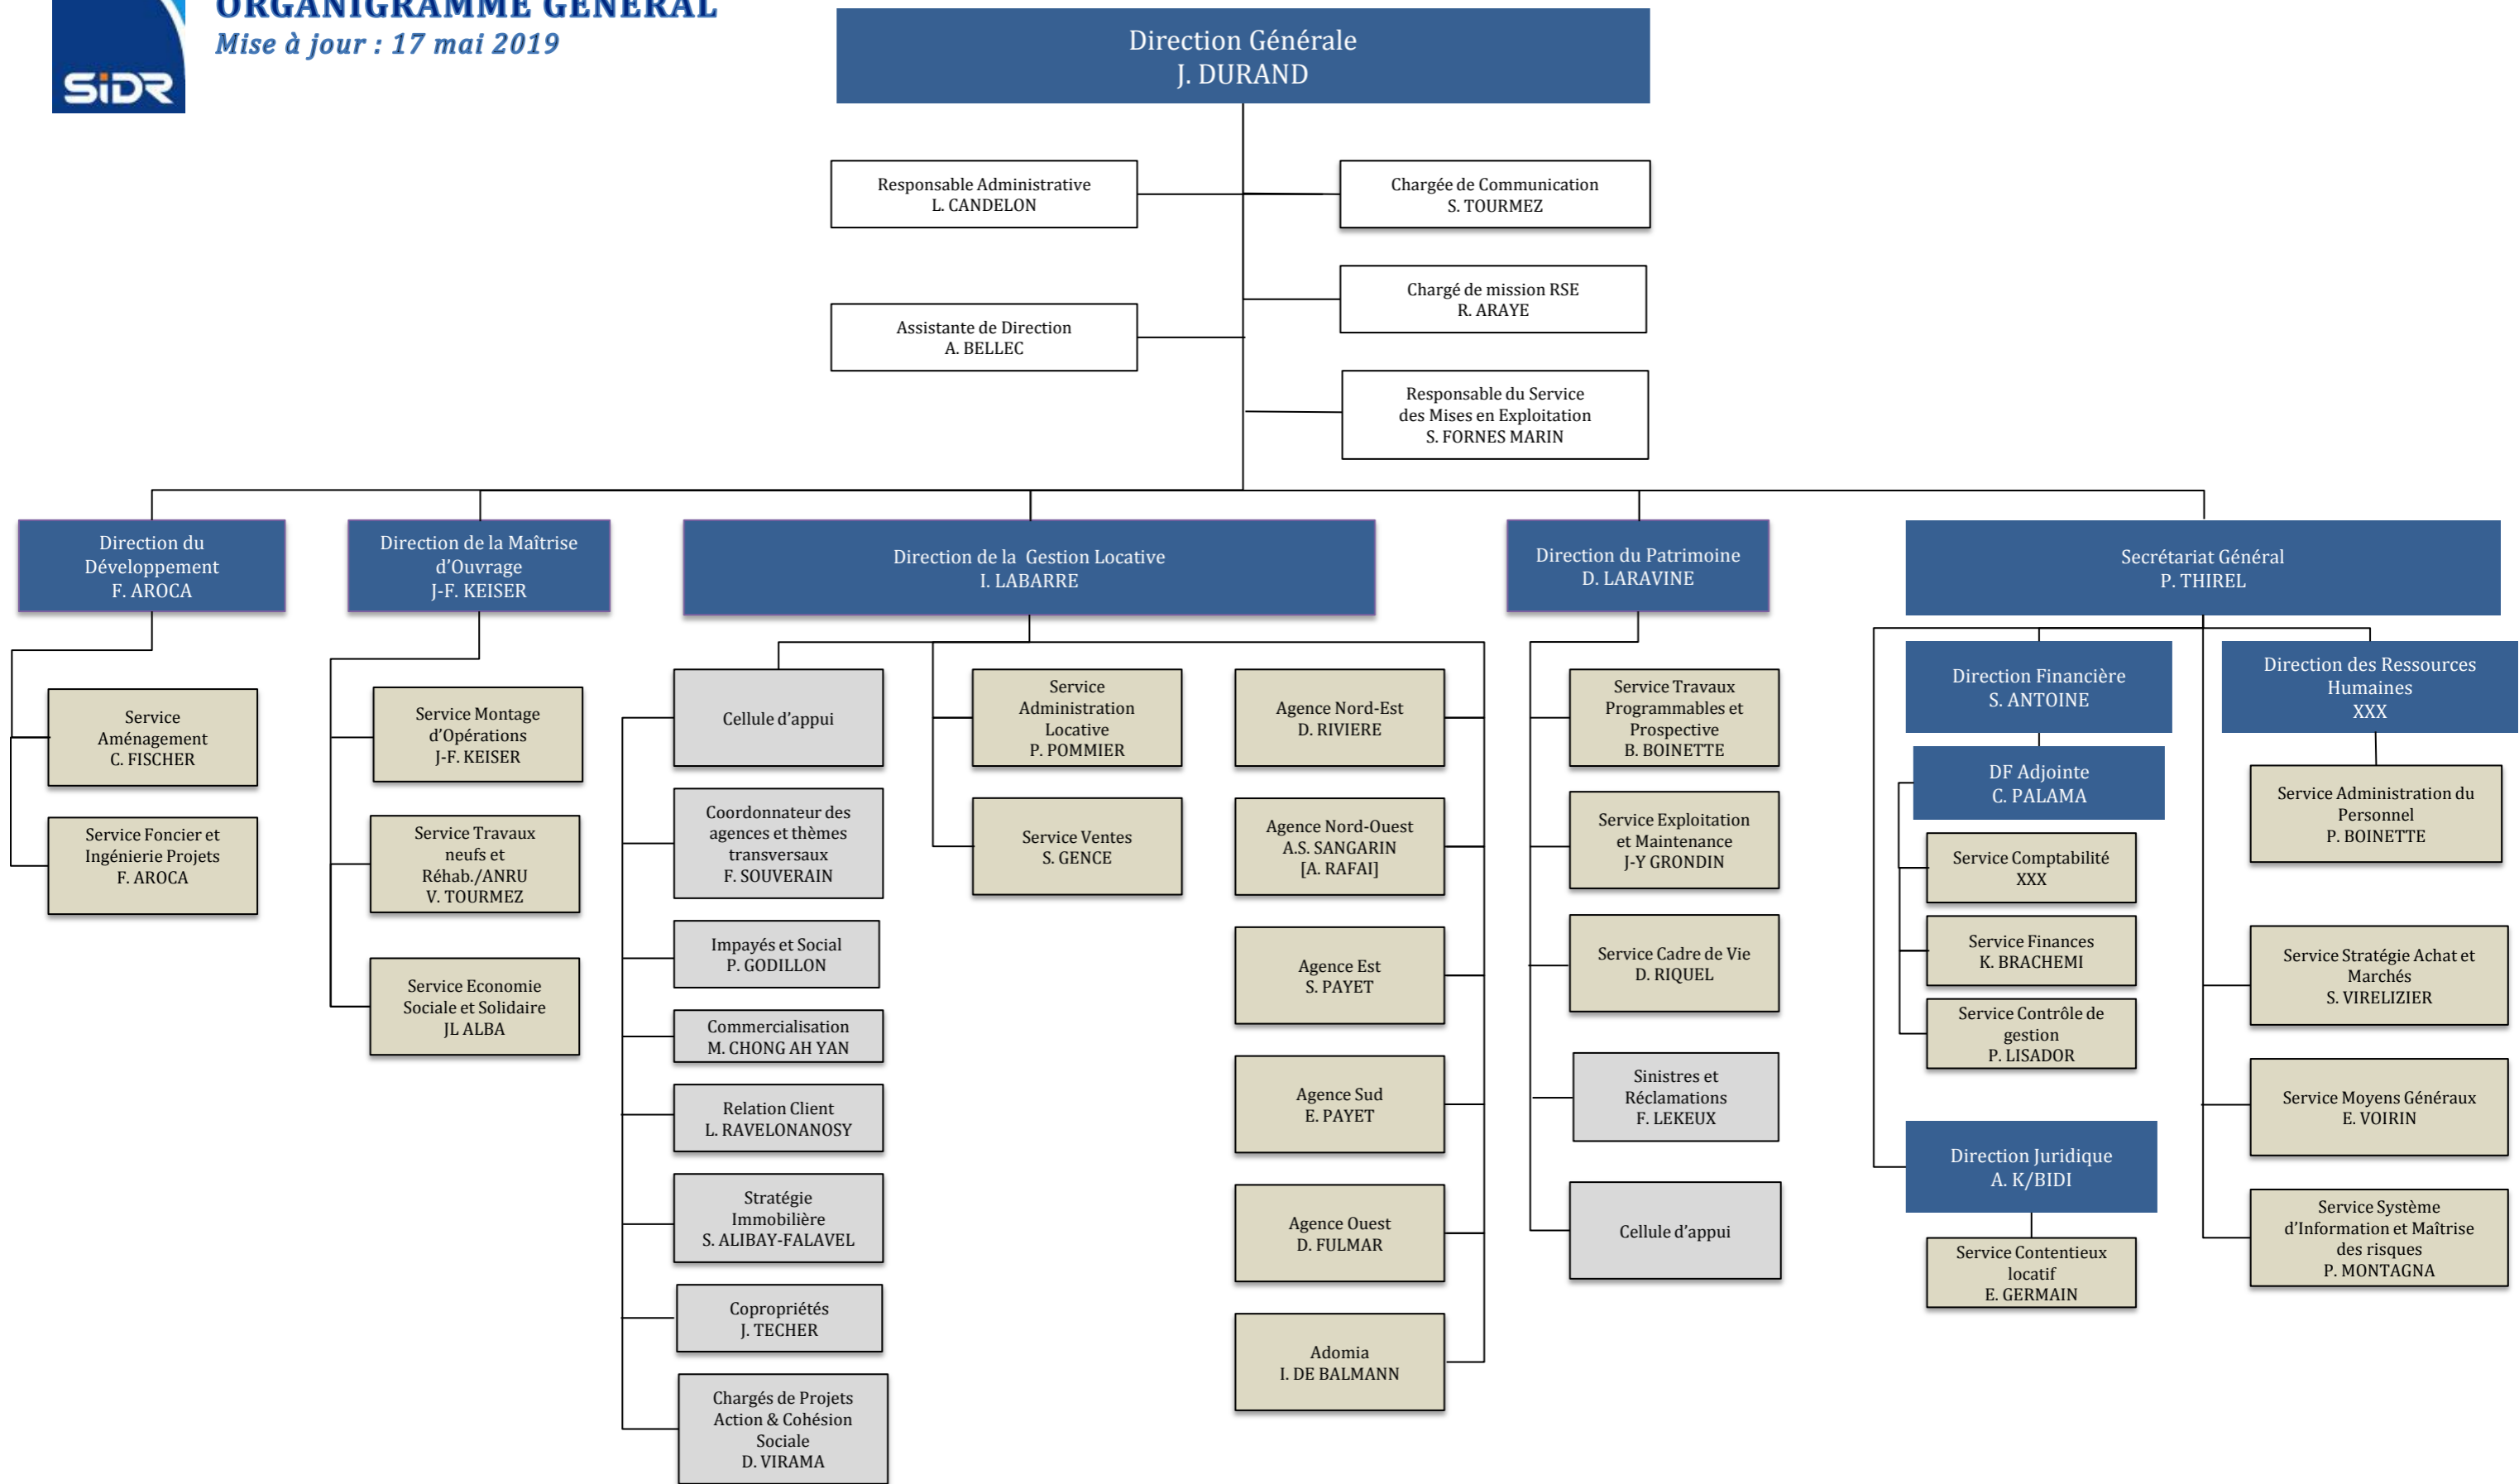 ORGANIGRAMME GÉNÉRAL
Mise à jour : 17 mai 2019
SiDR
Direction Générale
J. DURAND
Responsable Administrative
L. CANDELON
Chargée de Communication
S. TOURMEZ
Chargé de mission RSE
R. ARAYE
Assistante de Direction
A. BELLEC
Responsable du Service
des Mises en Exploitation
S. FORNES MARIN
Direction du
Développement
F. AROCA
Direction de la Maîtrise
d'Ouvrage
J-F. KEISER
Direction de la Gestion Locative
I. LABARRE
Direction du Patrimoine
D. LARAVINE
Secrétariat Général
P. THIREL
Service
Aménagement
C. FISCHER
Service Foncier et
Ingénierie Projets
F. AROCA
Service Montage
d'Opérations
J-F. KEISER
Service Travaux
neufs et
Réhab./ANRU
V. TOURMEZ
Service Economie
Sociale et Solidaire
JL ALBA
Cellule d'appui
Coordonnateur des
agences et thèmes
transversaux
F. SOUVERAIN
Impayés et Social
P. GODILLON
Commercialisation
M. CHONG AH YAN
Relation Client
L. RAVELONANOSY
Stratégie
Immobilière
S. ALIBAY-FALAVEL
Copropriétés
J. TECHER
Chargés de Projets
Action & Cohésion
Sociale
D. VIRAMA
Service
Administration
Locative
P. POMMIER
Service Ventes
S. GENCE
Agence Nord-Est
D. RIVIERE
Agence Nord-Ouest
A.S. SANGARIN
[A. RAFAI]
Agence Est
S. PAYET
Agence Sud
E. PAYET
Agence Ouest
D. FULMAR
Adomia
I. DE BALMANN
Service Travaux
Programmables et
Prospective
B. BOINETTE
Service Exploitation
et Maintenance
J-Y GRONDIN
Service Cadre de Vie
D. RIQUEL
Sinistres et
Réclamations
F. LEKEUX
Cellule d'appui
Direction Financière
S. ANTOINE
DF Adjointe
C. PALAMA
Service Comptabilité
XXX
Service Finances
K. BRACHEMI
Service Contrôle de
gestion
P. LISADOR
Direction Juridique
A. K/BIDI
Service Contentieux
locatif
E. GERMAIN
Direction des Ressources
Humaines
XXX
Service Administration du
Personnel
P. BOINETTE
Service Stratégie Achat et
Marchés
S. VIRELIZIER
Service Moyens Généraux
E. VOIRIN
Service Système
d'Information et Maîtrise
des risques
P. MONTAGNA